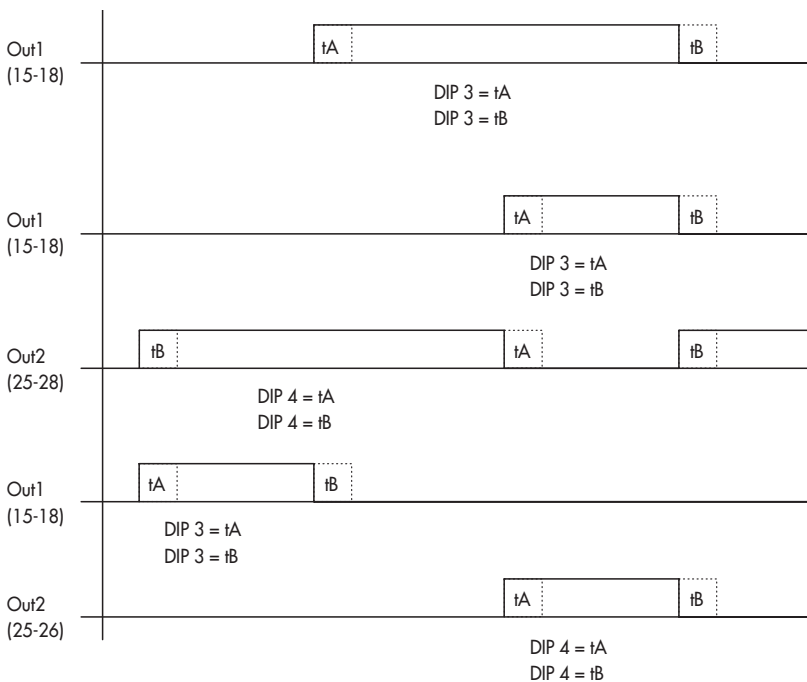 Out1
(15-18)
tA
tB
DIP 3 = tA
DIP 3 = tB
Out1
(15-18)
tA
tB
DIP 3 = tA
DIP 3 = tB
Out2
(25-28)
tB
tA
tB
DIP 4 = tA
DIP 4 = tB
Out1
(15-18)
tA
tB
DIP 3 = tA
DIP 3 = tB
Out2
(25-26)
tA
tB
DIP 4 = tA
DIP 4 = tB